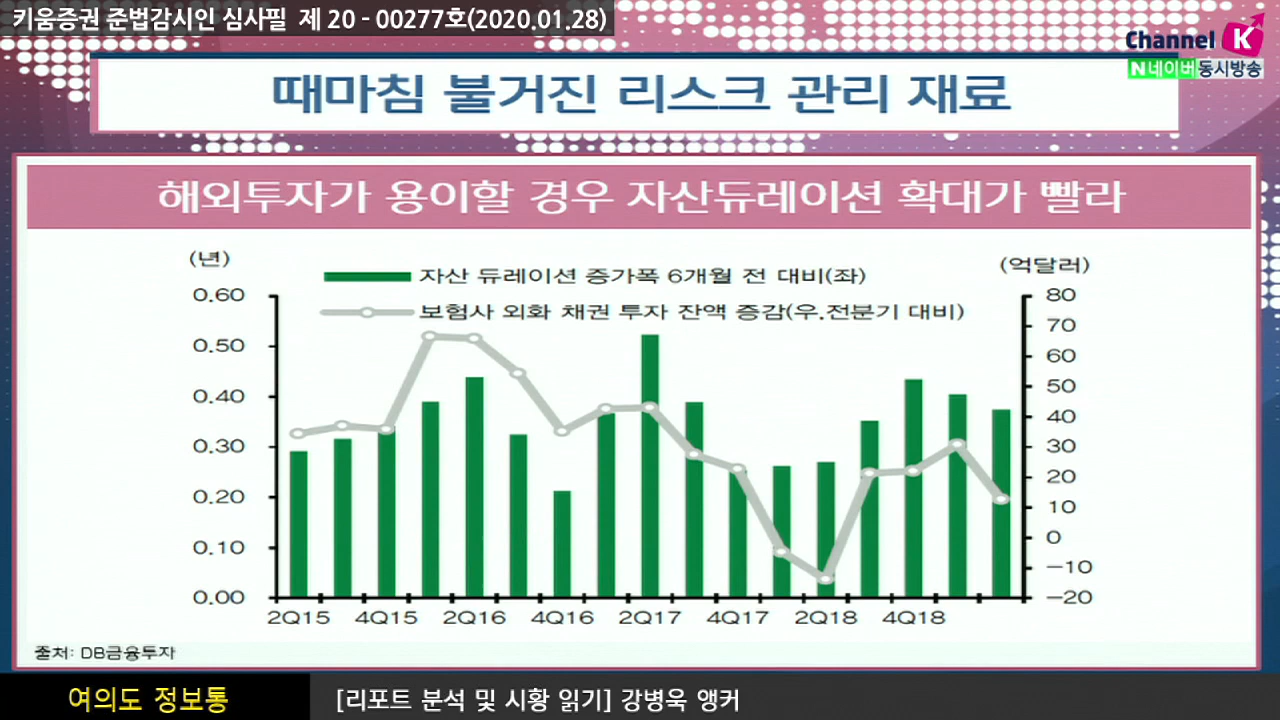 키움증권 준법감시인 심사필 제 20 - 00277호(2020.01.28)
Channel K
N 네이버 동시방송
때마침 불거진 리스크 관리 재료
해외투자가 용이할 경우 자산듀레이션 확대가 빨라
(년)
(억달러)
자산 듀레이션 증가폭 6개월 전 대비(좌)
보험사 외화 채권 투자 잔액 증감(우,전분기 대비)
0.60
0.50
0.40
0.30
0.20
0.10
0.00
80
70
60
50
40
30
20
10
0
-10
-20
2Q15 4Q15 2Q16 4Q16 2Q17 4Q17 2Q18 4Q18
출처: DB금융투자
여의도 정보통
[리포트 분석 및 시황 읽기] 강병욱 앵커